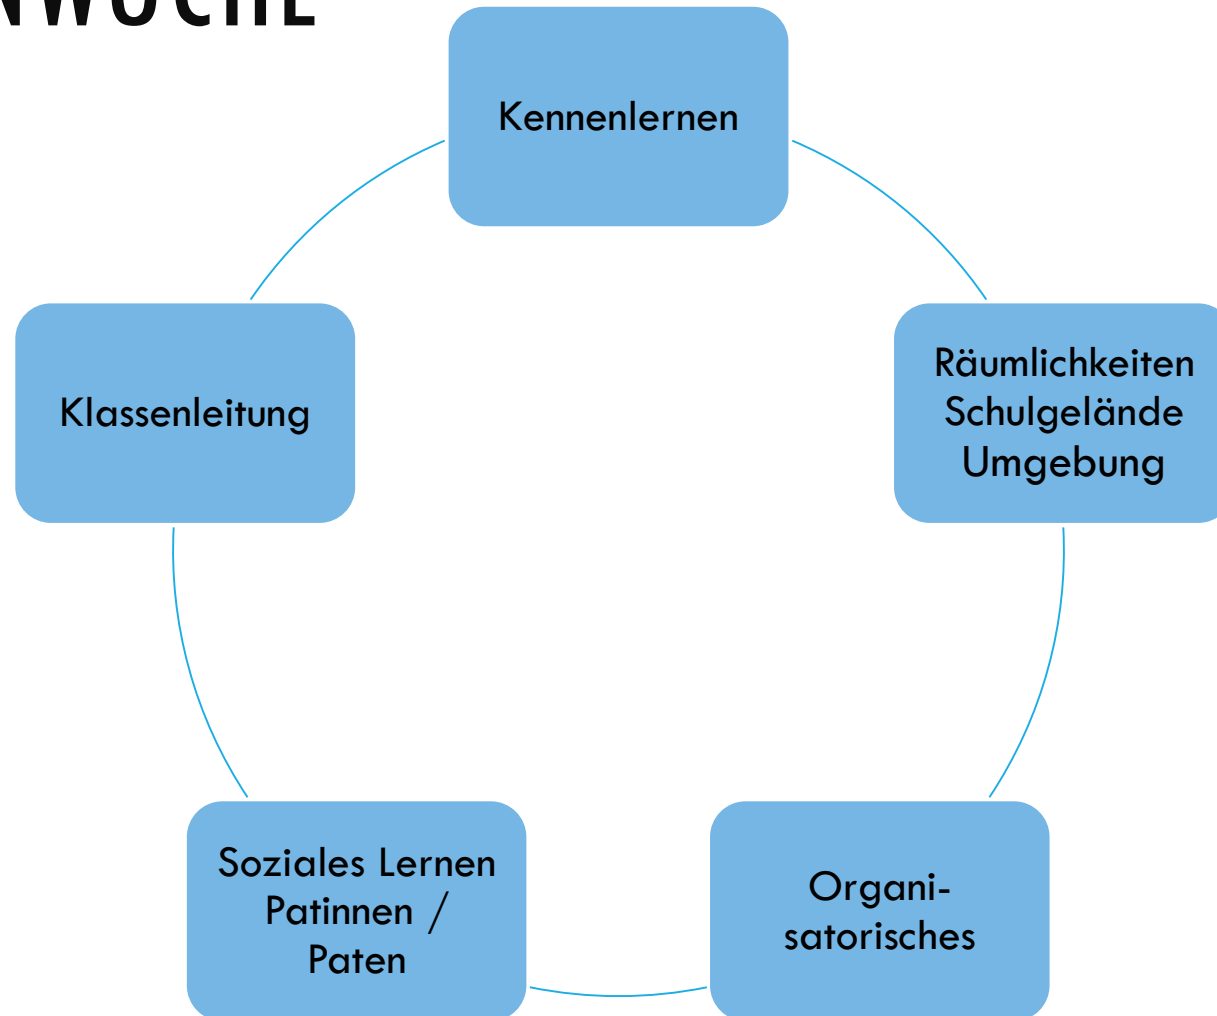 Kennenlernen
Räumlichkeiten
Schulgelände
Umgebung
Organi-
satorisches
Soziales Lernen
Patinnen /
Paten
Klassenleitung